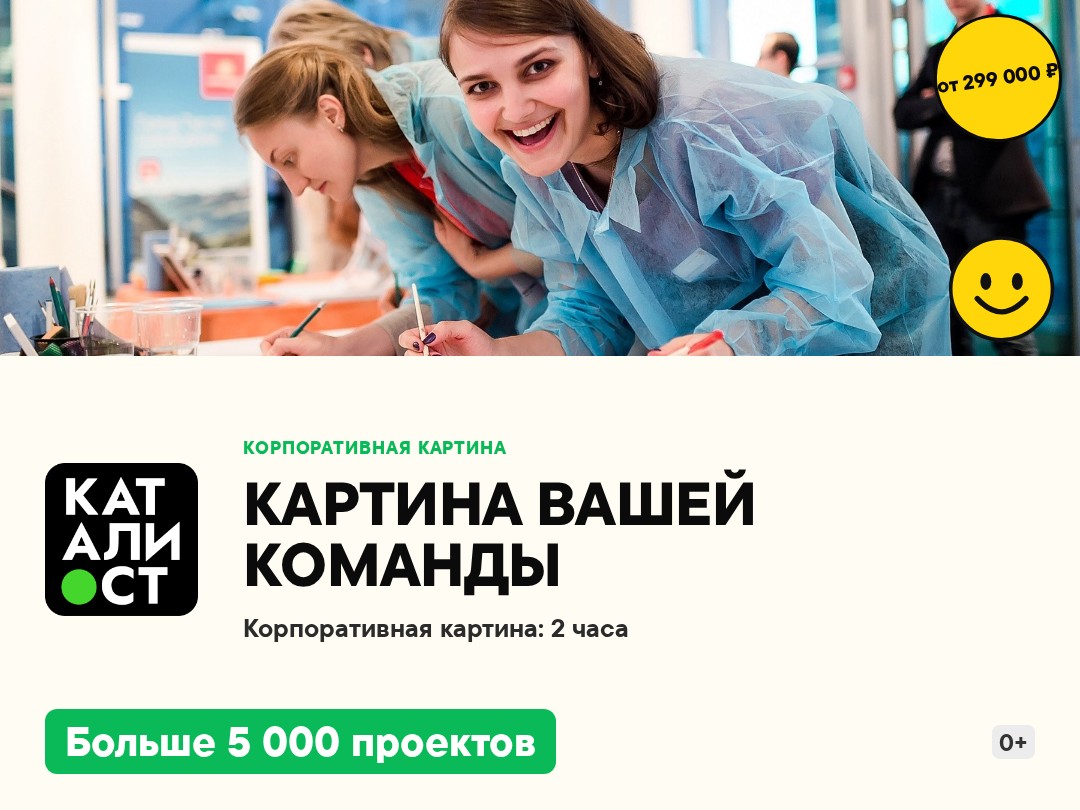 от 299 000 ₽
КОРПОРАТИВНАЯ КАРТИНА
КАТ
АЛИ
СТ
КАРТИНА ВАШЕЙ
КОМАНДЫ
Корпоративная картина: 2 часа
Больше 5 000 проектов
0+